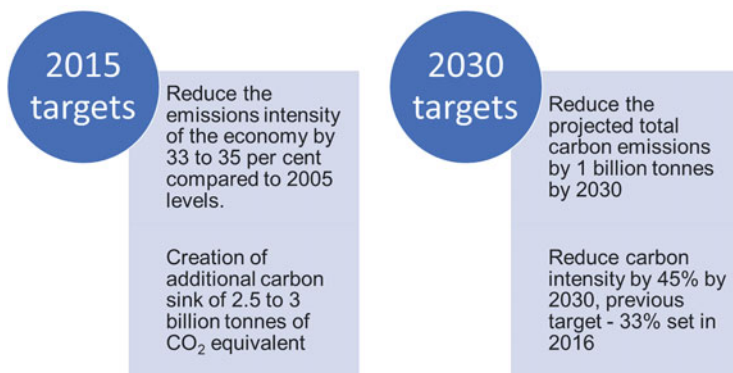 2015
targets
Reduce the
emissions intensity
of the economy by
33 to 35 per cent
compared to 2005
levels.
Creation of
additional carbon
sink of 2.5 to 3
billion tonnes of
CO₂ equivalent
2030
targets
Reduce the
projected total
carbon emissions
by 1 billion tonnes
by 2030
Reduce carbon
intensity by 45% by
2030, previous
target - 33% set in
2016